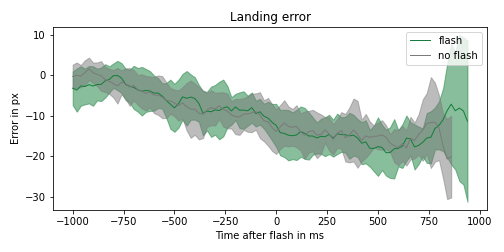 Landing error
10
0
−10
−20
−30
Error in px
flash
no flash
−1000 −750 −500 −250 0 250 500 750 1000
Time after flash in ms